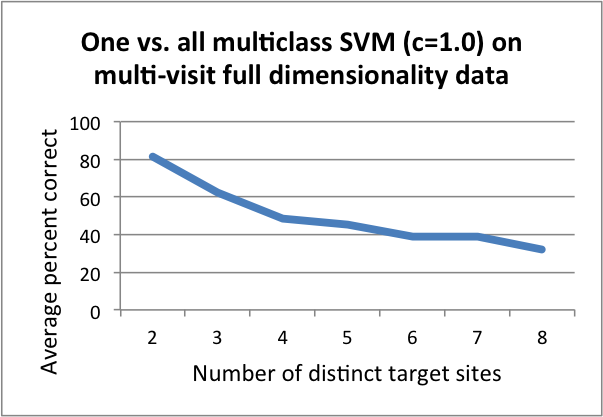 One vs. all multiclass SVM (c=1.0) on
multi-visit full dimensionality data
Average percent correct
100
80
60
40
20
0
2 3 4 5 6 7 8
Number of distinct target sites